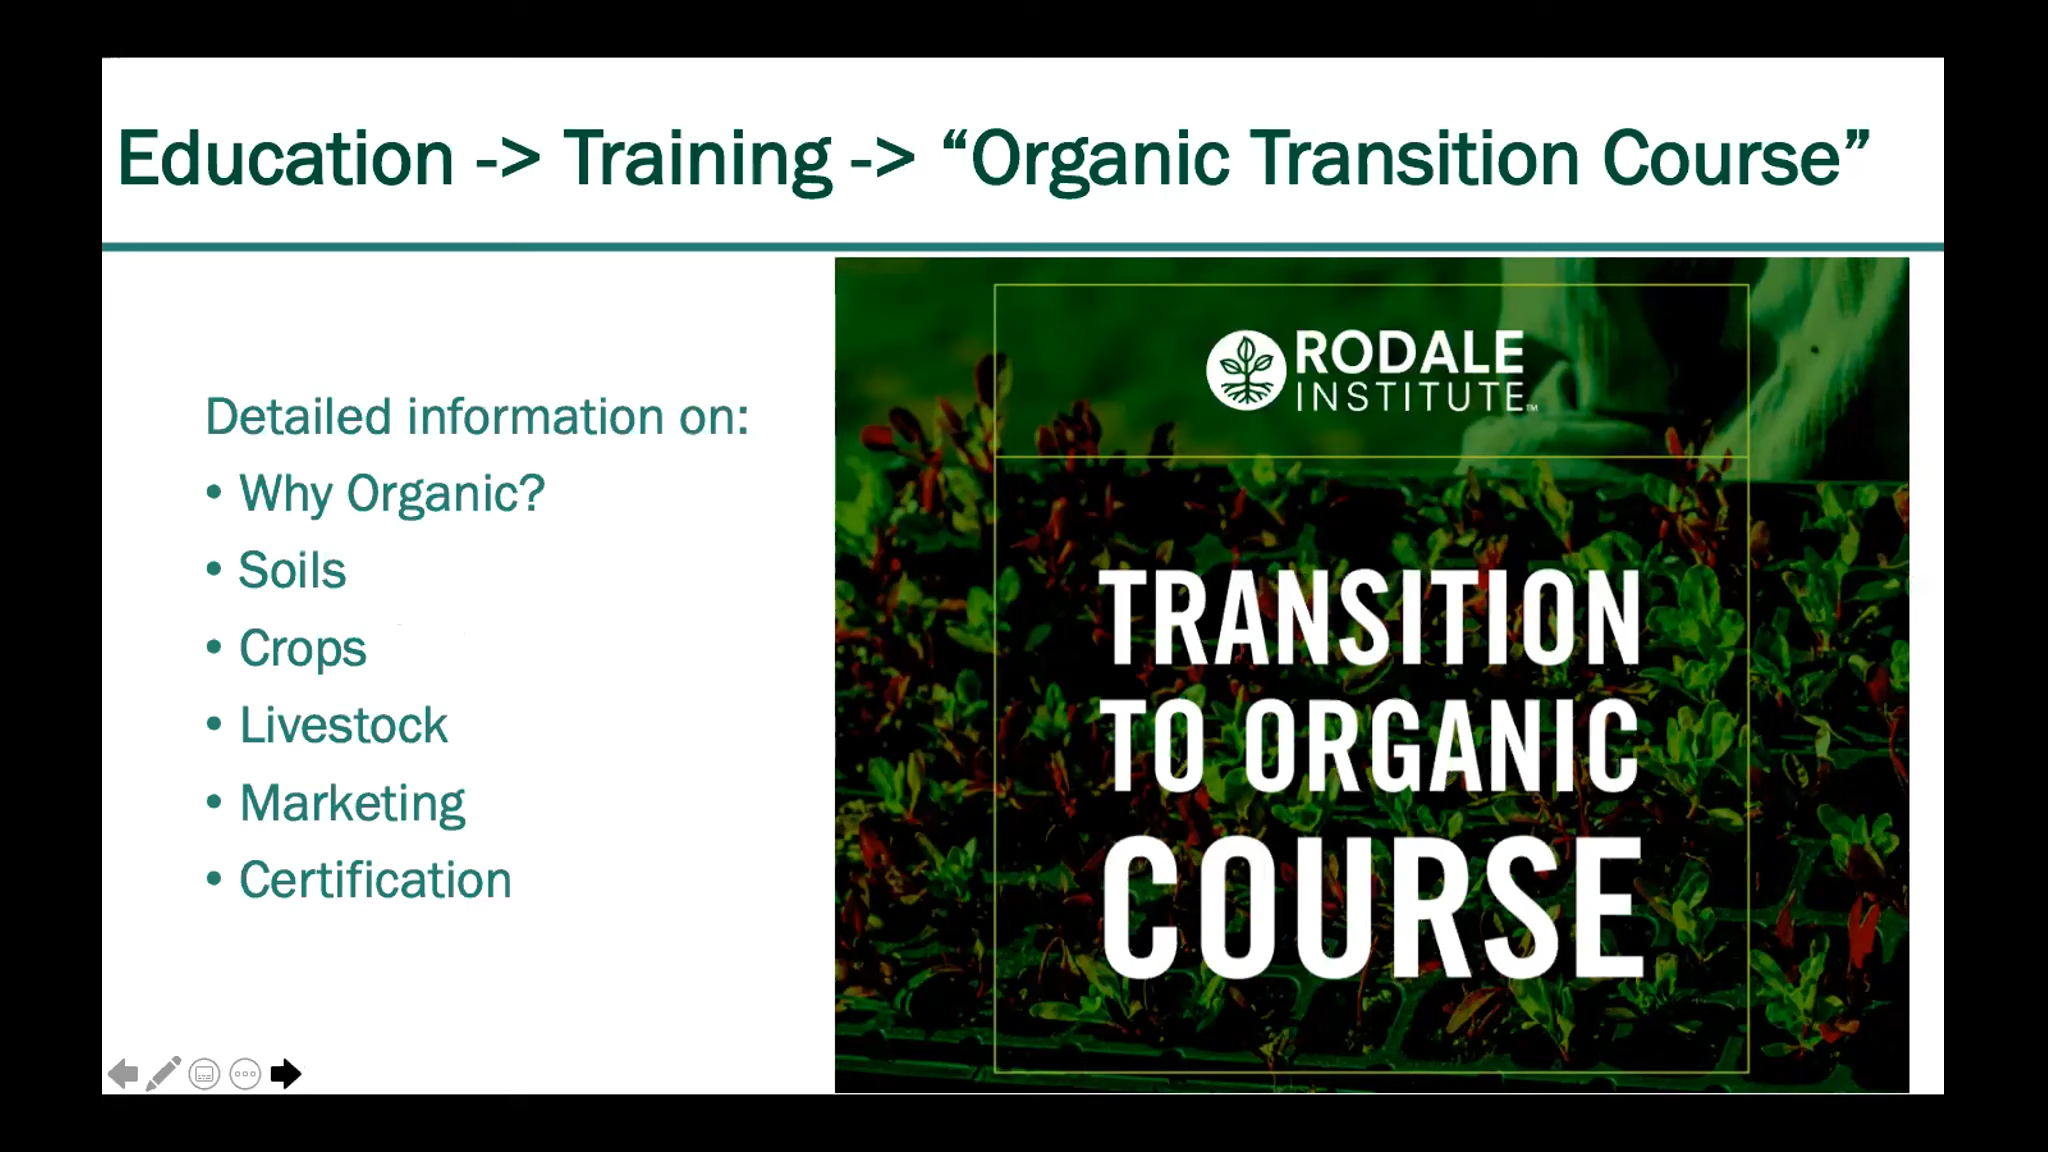 Education -> Training -> “Organic Transition Course”
Detailed information on:
• Why Organic?
• Soils
• Crops
• Livestock
• Marketing
• Certification
RODALE
INSTITUTE™
TRANSITION
TO ORGANIC
COURSE